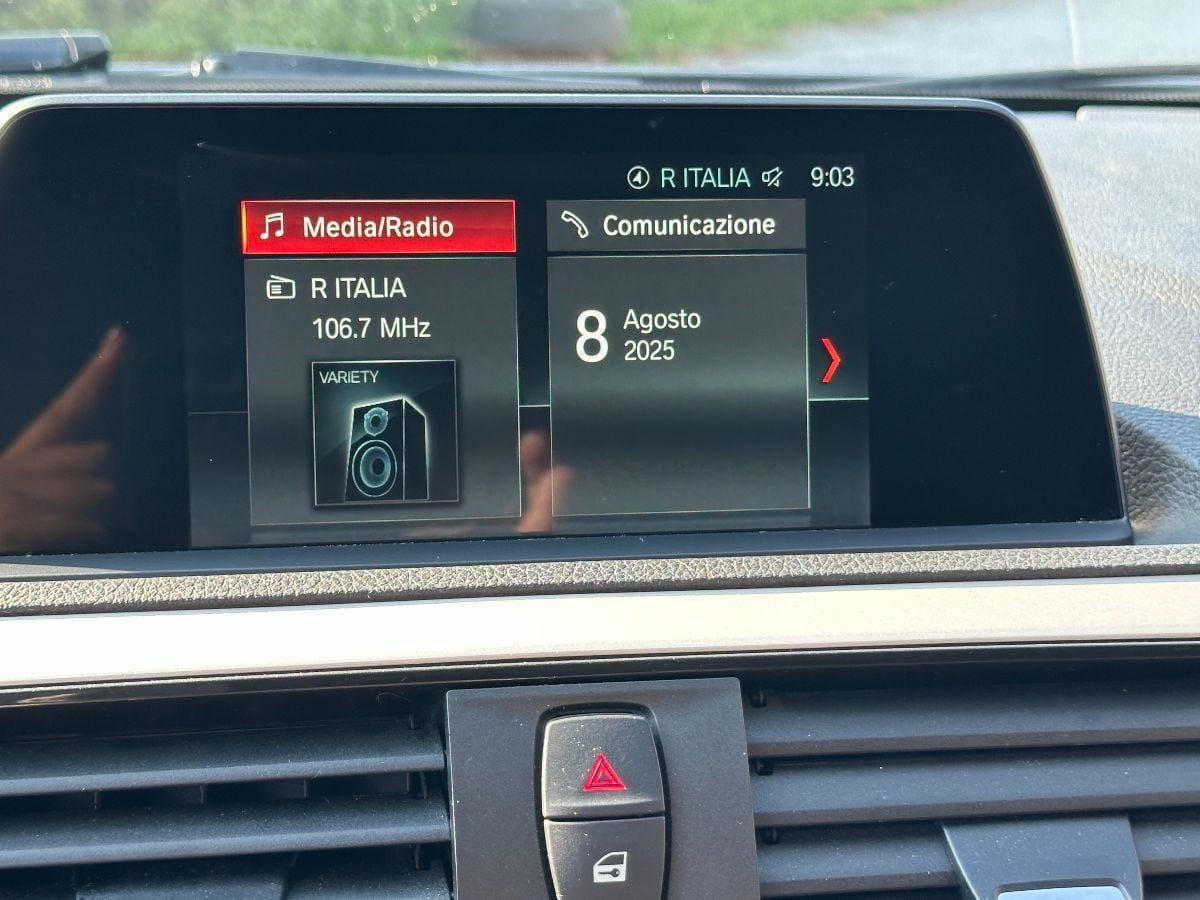 R ITALIA 9:03
Media/Radio
R ITALIA
106.7 MHz
VARIETY
Comunicazione
8 Agosto
2025